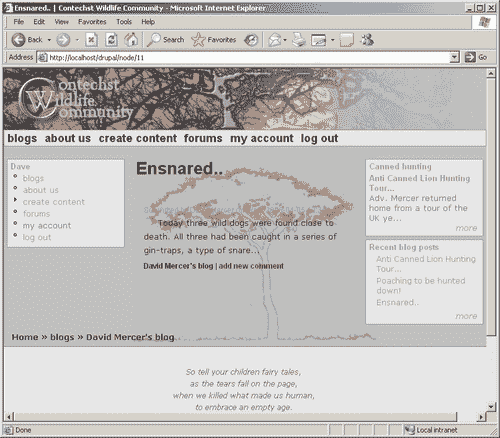 Ensnared.. | Contechst Wildlife Community - Microsoft Internet Explorer
File Edit View Favorites Tools Help
Back Search Favorites
Address http://localhost/drupal/node/11 Go
Contechst
Wildlife
Community
blogs about us create content forums my account log out
Dave
blogs
about us
create content
forums
my account
log out
Ensnared..
Today three wild dogs were found close to
death. All three had been caught in a series of
gin-traps, a type of snare...
David Mercer's blog | add new comment
Canned hunting
Anti Canned Lion Hunting
Tour...
Adv. Mercer returned
home from a tour of the
UK ye...
more
Recent blog posts
Anti Canned Lion Hunting
Tour...
Poaching to be hunted
down!
Ensnared..
more
Home » blogs » David Mercer's blog
So tell your children fairy tales,
as the tears fall on the page,
when we killed what made us human,
to embrace an empty age.
Done Local intranet